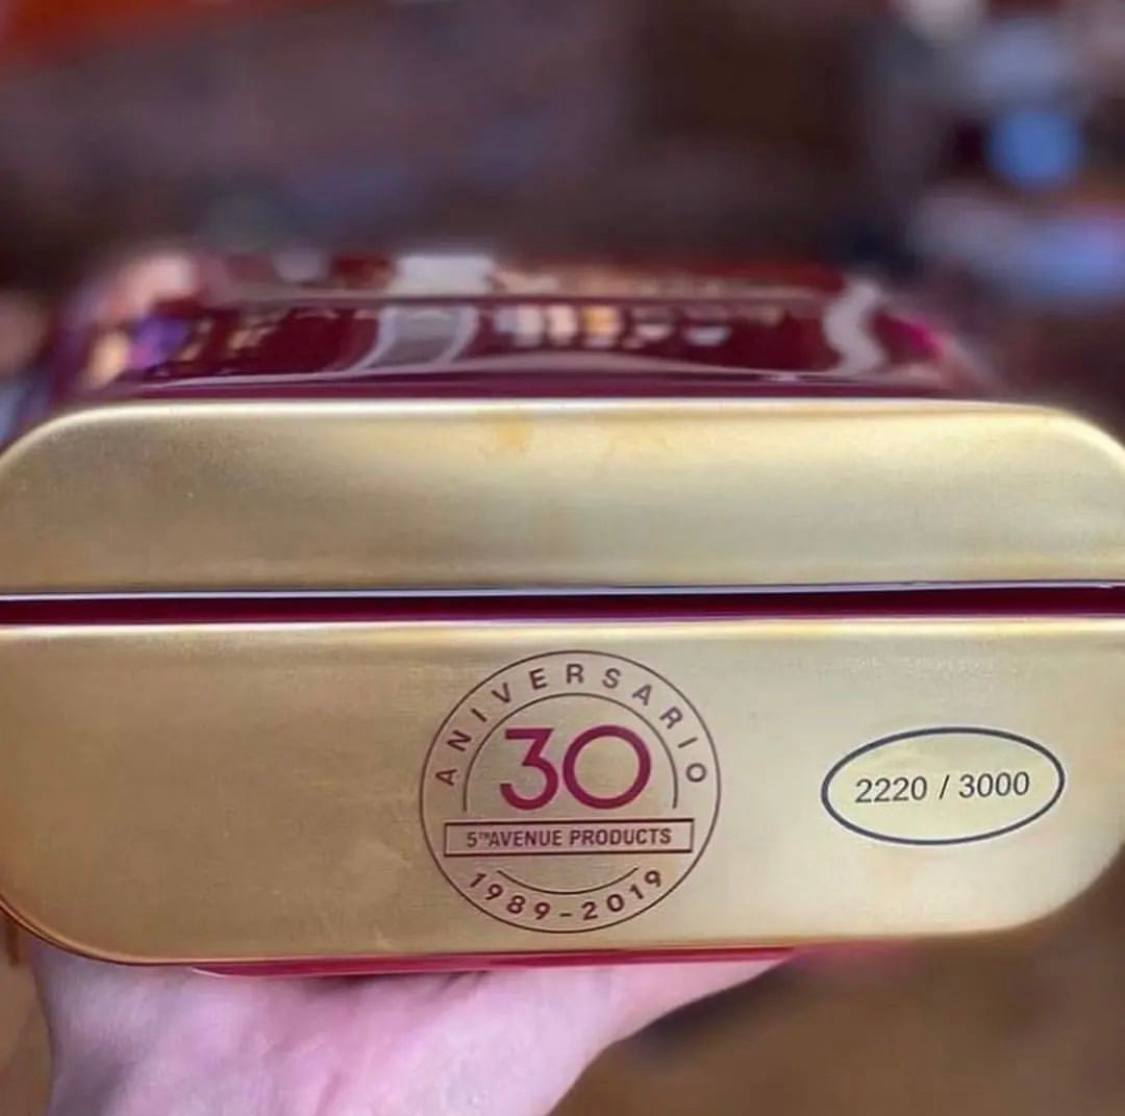 ANIVERSARIO
30
5THAVENUE PRODUCTS
1989-2019
2220 / 3000